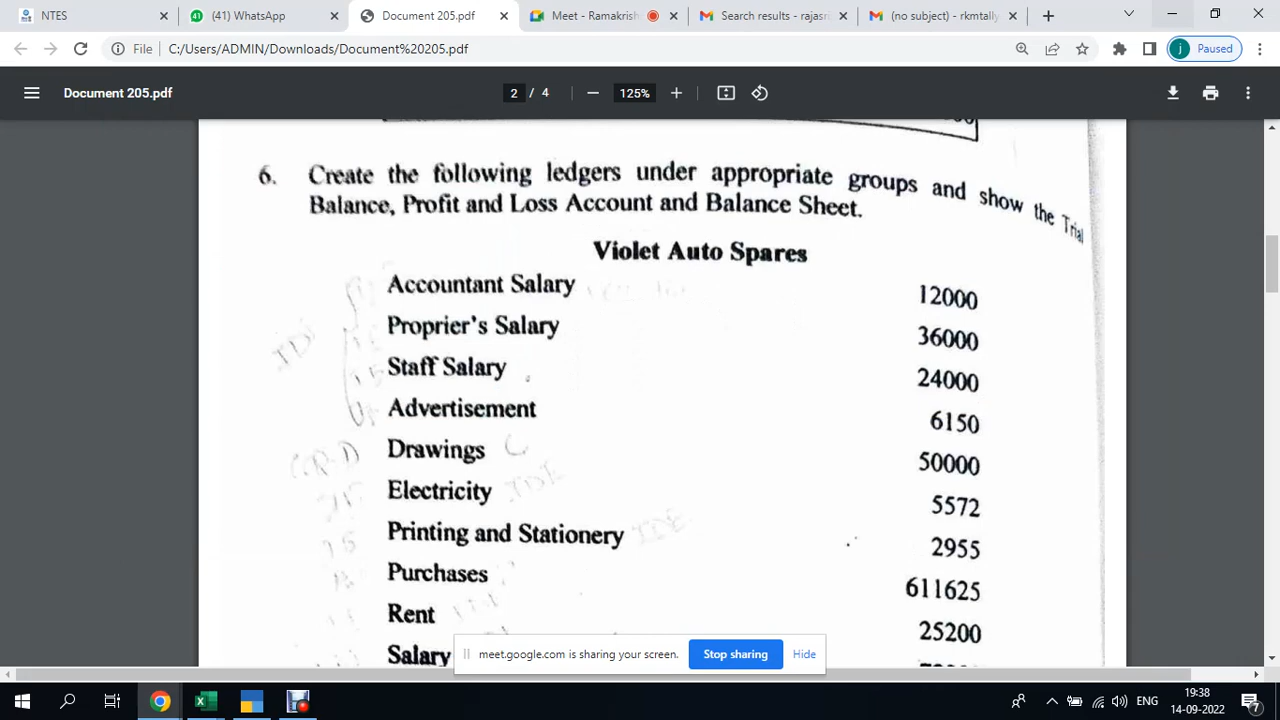 NTES
(41) WhatsApp
Document 205.pdf
Meet - Ramakrish
Search results - rajasri
(no subject) - rkmtally
File
C:/Users/ADMIN/Downloads/Document%20205.pdf
j
Paused
Document 205.pdf
2 / 4
125%
6. Create the following ledgers under appropriate groups and show the Trial
Balance, Profit and Loss Account and Balance Sheet.
Violet Auto Spares
Accountant Salary 12000
Proprier's Salary 36000
Staff Salary 24000
Advertisement 6150
Drawings 50000
Electricity 5572
Printing and Stationery 2955
Purchases 611625
Rent 25200
Salary
meet.google.com is sharing your screen.
Stop sharing
Hide
ENG
19:38
14-09-2022
7